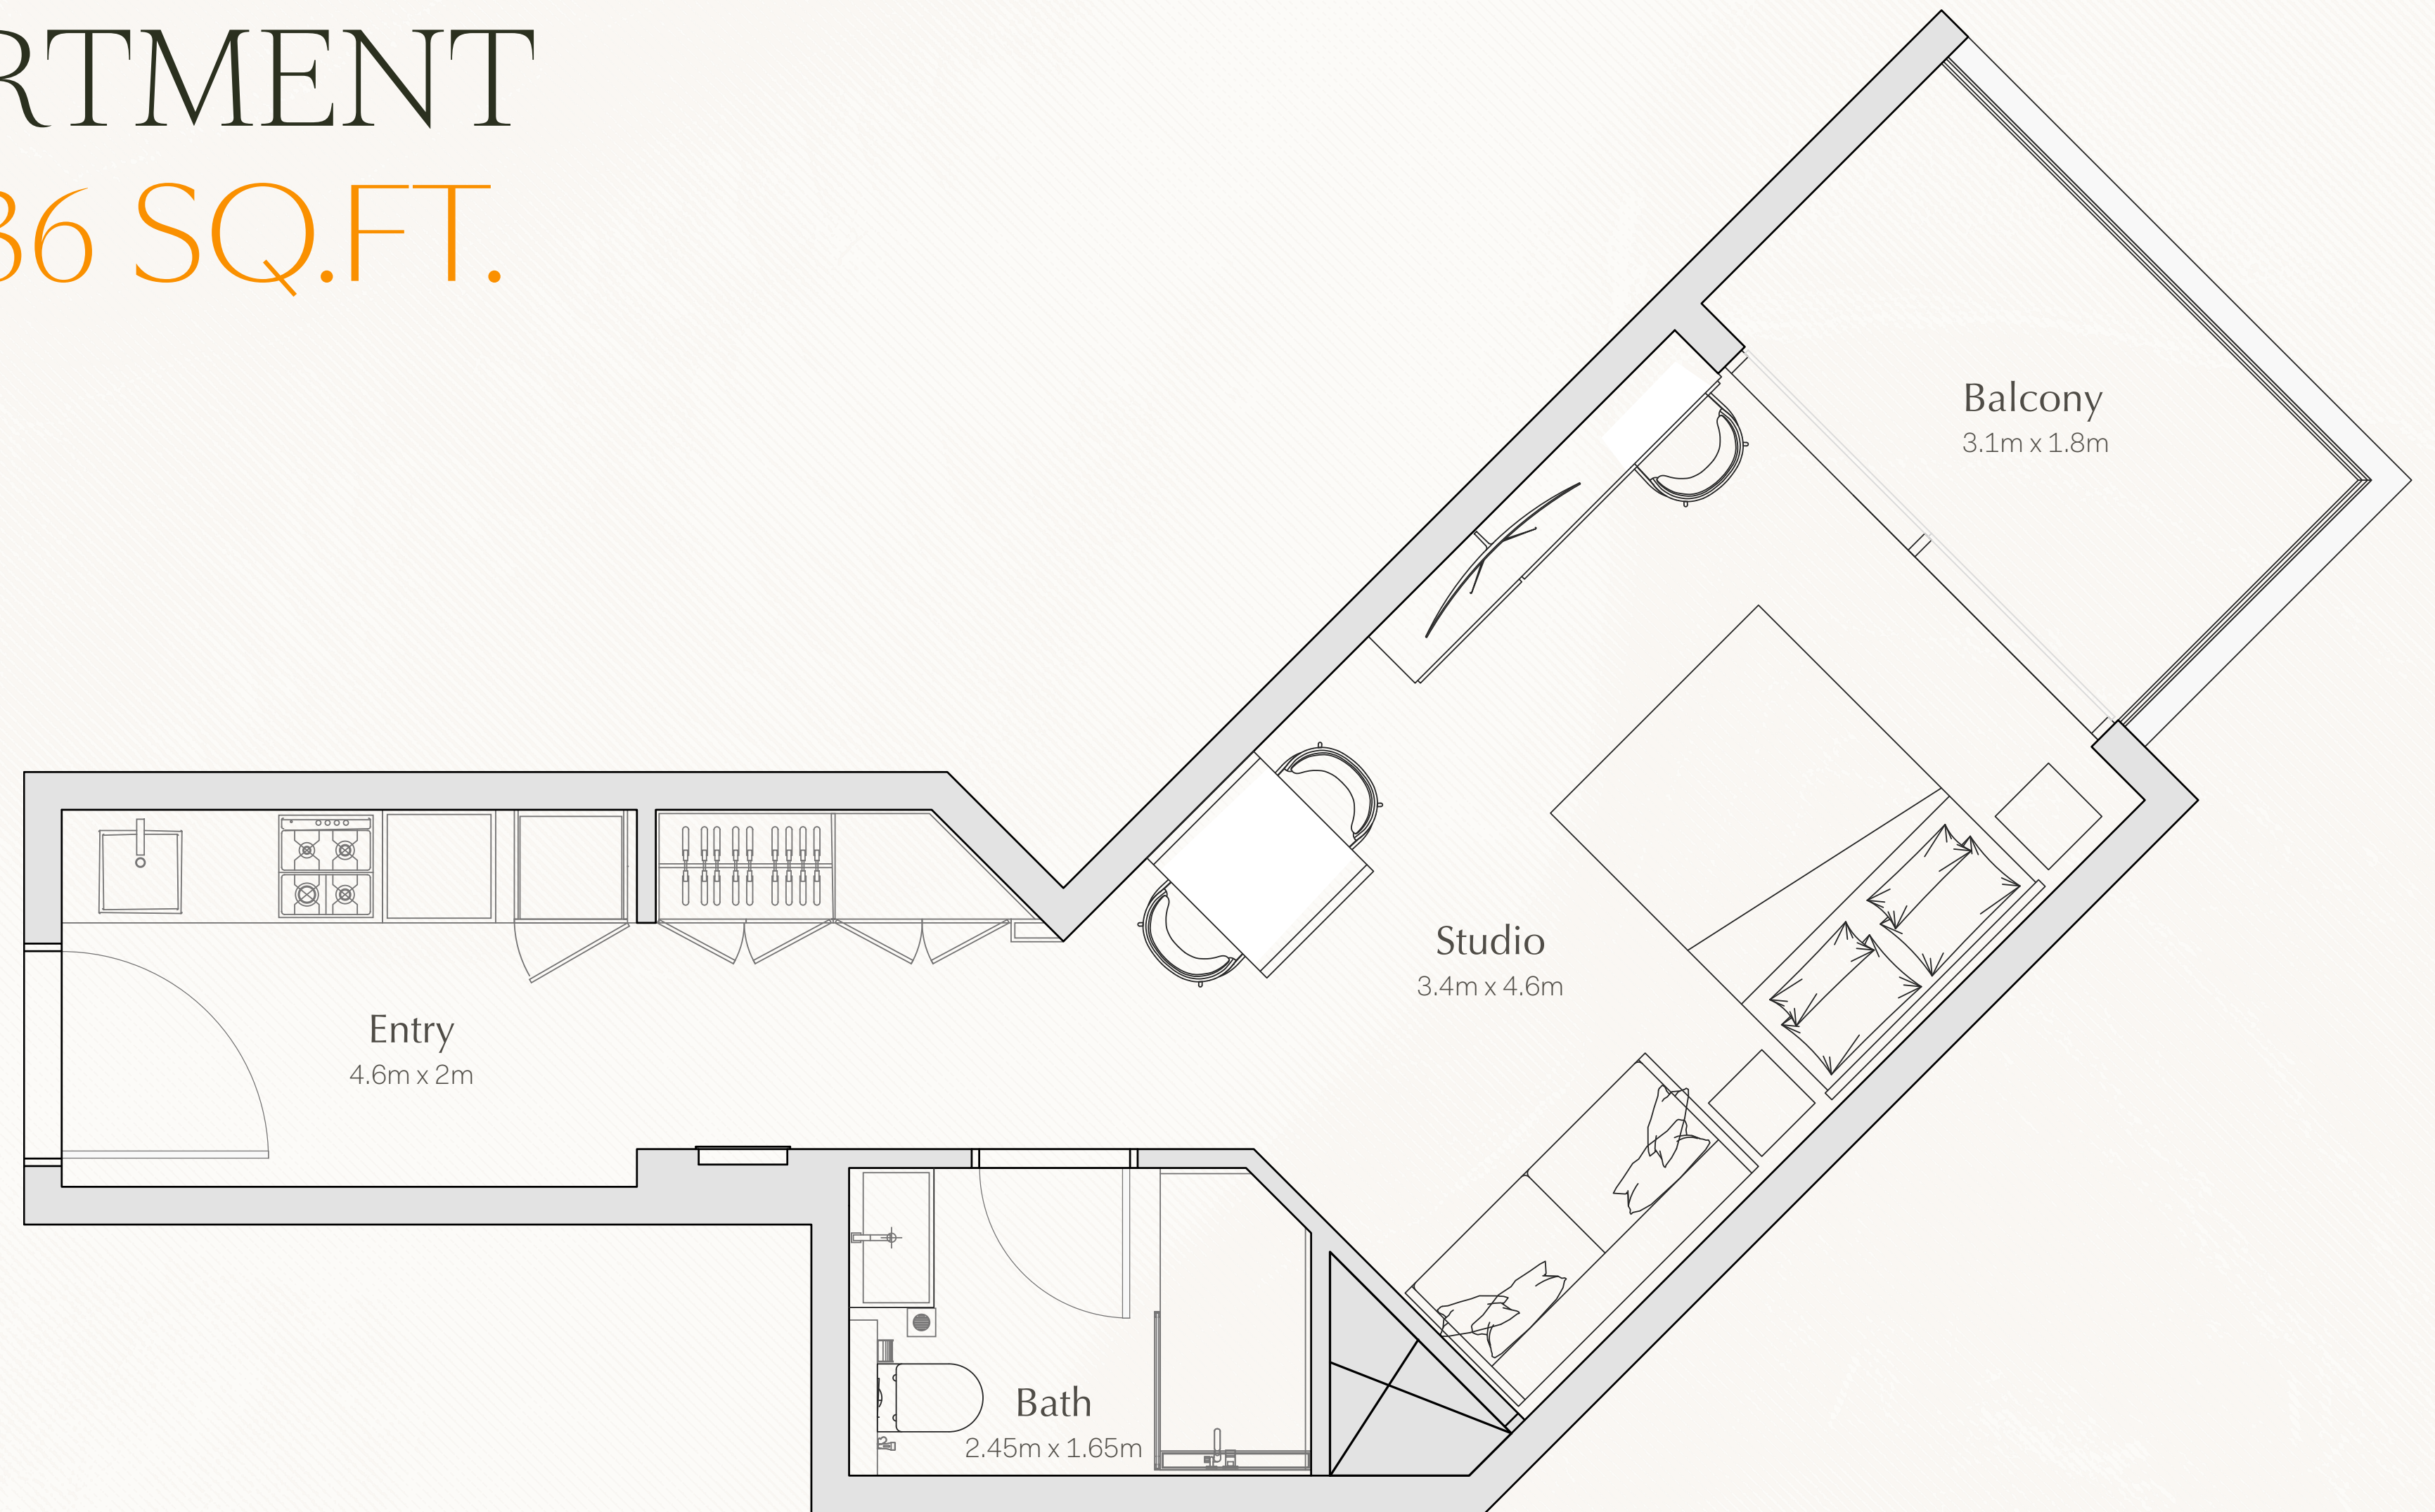 RTMENT
36 SQ.FT.
Balcony
3.1m x 1.8m
Studio
3.4m x 4.6m
Entry
4.6m x 2m
Bath
2.45m x 1.65m